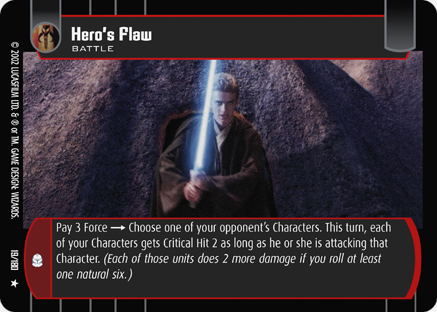 Hero's Flaw
BATTLE
Pay 3 Force → Choose one of your opponent's Characters. This turn, each
of your Characters gets Critical Hit 2 as long as he or she is attacking that
Character. (Each of those units does 2 more damage if you roll at least
one natural six.)
© 2002 LUCASFILM LTD. & ® OR TM. GAME DESIGN: WIZARDS.
119/180 ★